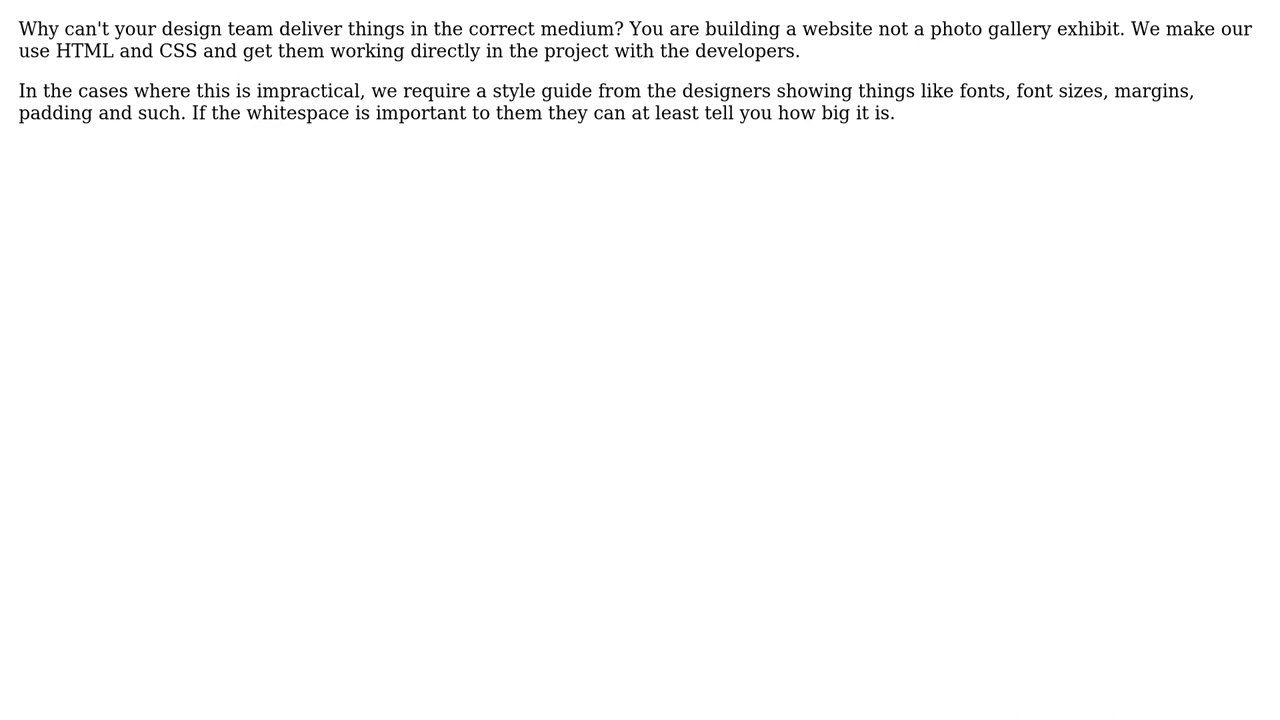 Why can't your design team deliver things in the correct medium? You are building a website not a photo gallery exhibit. We make our
use HTML and CSS and get them working directly in the project with the developers.
In the cases where this is impractical, we require a style guide from the designers showing things like fonts, font sizes, margins,
padding and such. If the whitespace is important to them they can at least tell you how big it is.